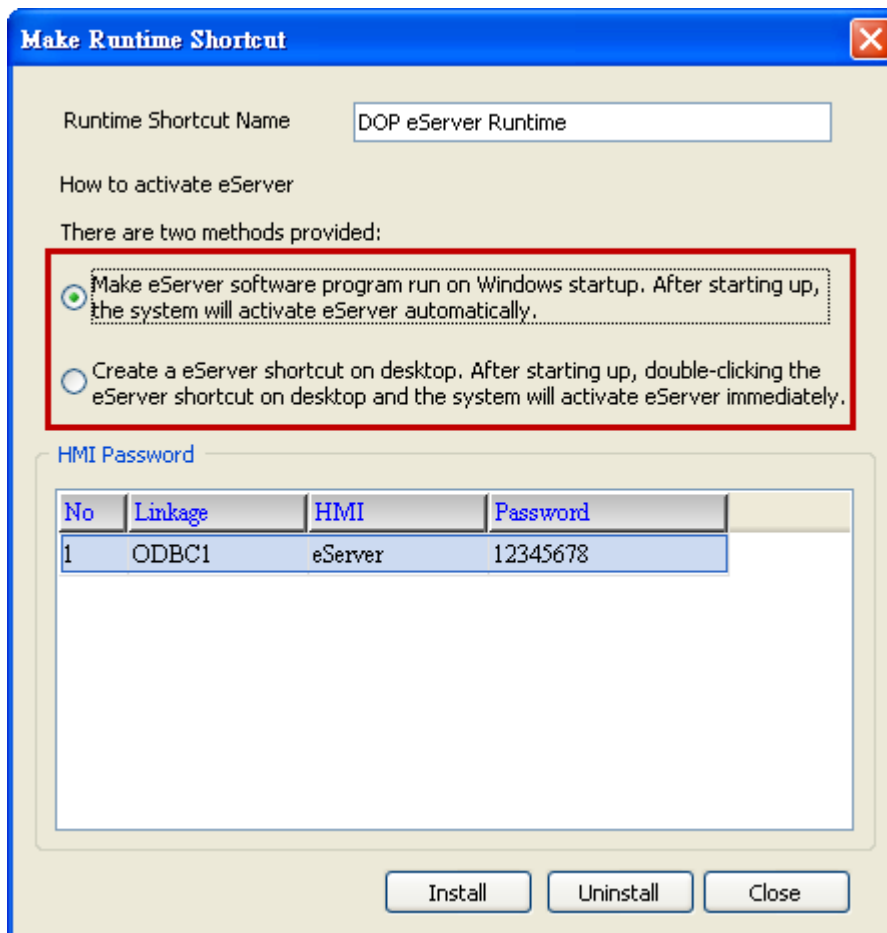 Make Runtime Shortcut
Runtime Shortcut Name DOP eServer Runtime
How to activate eServer
There are two methods provided:
Make eServer software program run on Windows startup. After starting up,
the system will activate eServer automatically.
Create a eServer shortcut on desktop. After starting up, double-clicking the
eServer shortcut on desktop and the system will activate eServer immediately.
HMI Password
No Linkage HMI Password
1 ODBC1 eServer 12345678
Install Uninstall Close